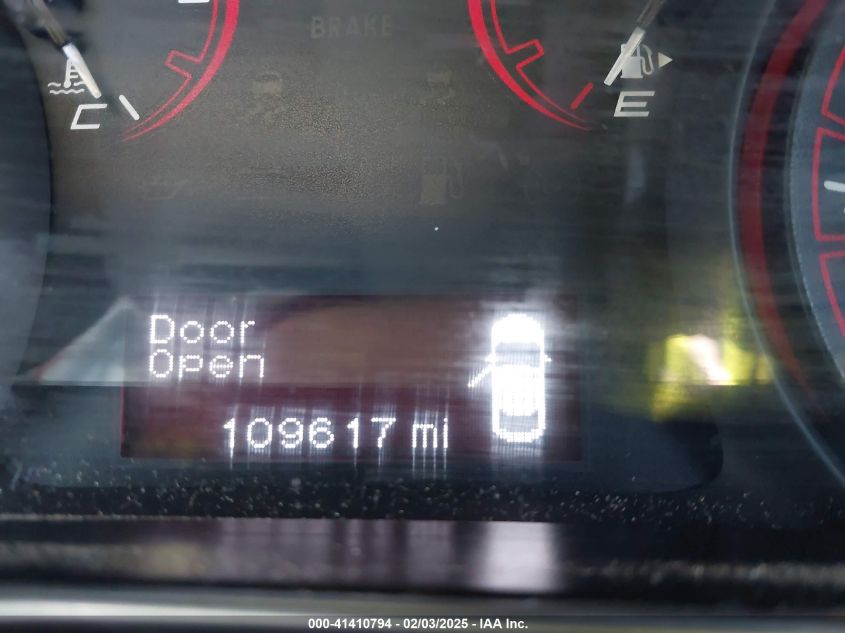 BRAKE
C
E
Door
Open
109617 mi
000-41410794 - 02/03/2025 - IAA Inc.